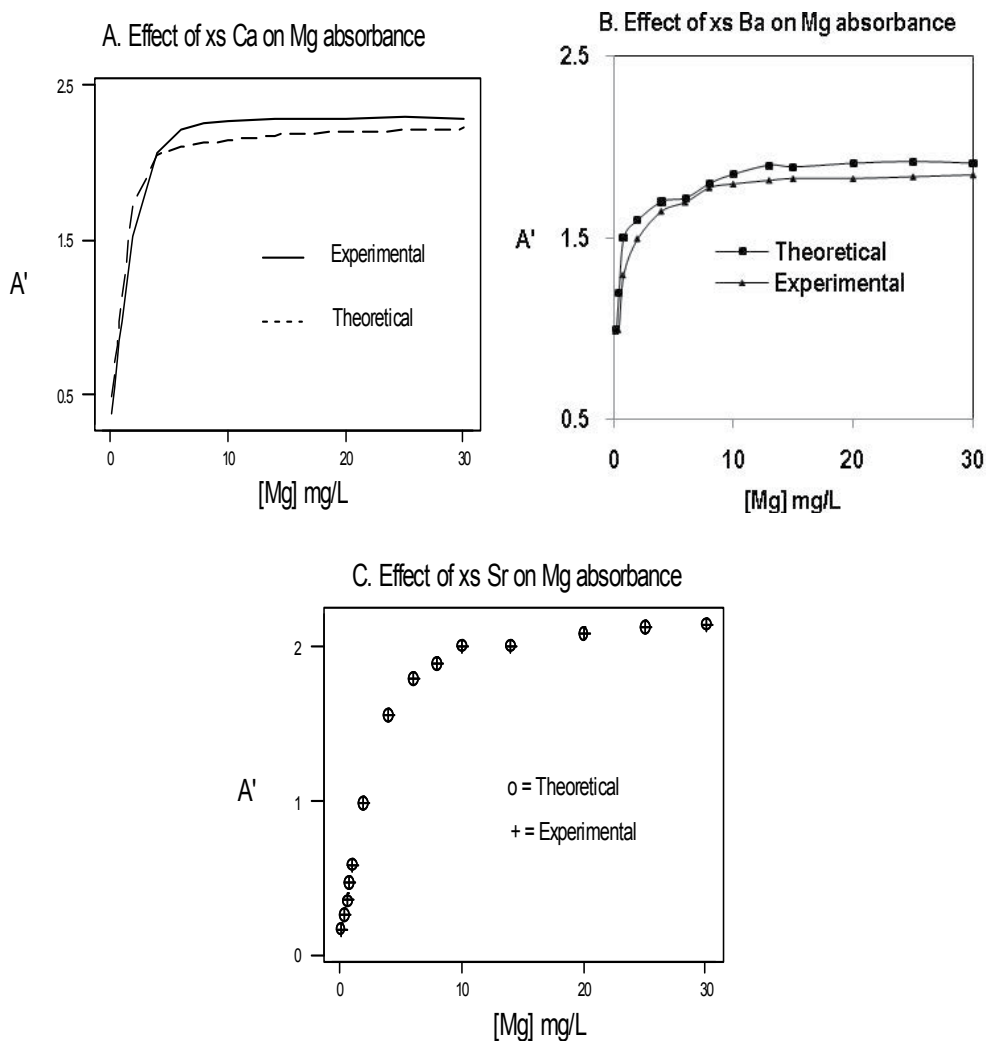 A. Effect of xs Ca on Mg absorbance
2.5
1.5
0.5
A'
Experimental
Theoretical
0 10 20 30
[Mg] mg/L
B. Effect of xs Ba on Mg absorbance
2.5
1.5
0.5
A'
Theoretical
Experimental
0 10 20 30
[Mg] mg/L
C. Effect of xs Sr on Mg absorbance
2
1
0
A'
o = Theoretical
+ = Experimental
0 10 20 30
[Mg] mg/L